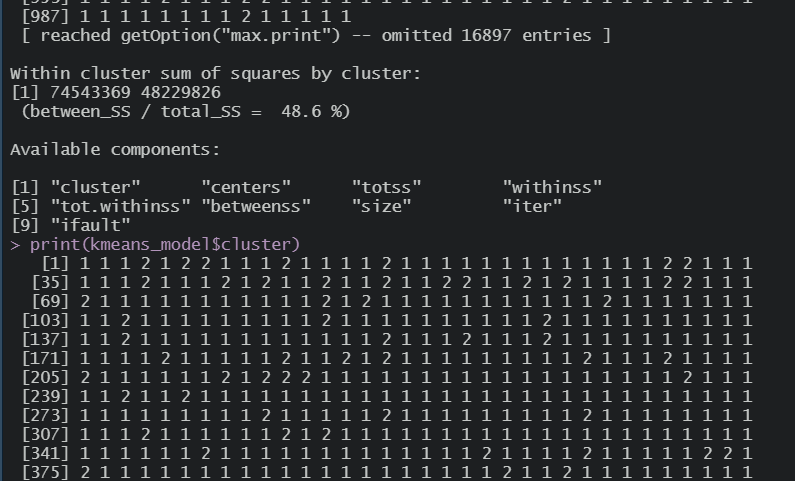 [987] 1 1 1 1 1 1 1 1 2 1 1 1 1 1
[ reached getOption("max.print") -- omitted 16897 entries ]
Within cluster sum of squares by cluster:
[1] 74543369 48229826
(between_SS / total_SS =  48.6 %)
Available components:
[1] "cluster"      "centers"      "totss"        "withinss"
[5] "tot.withinss" "betweenss"    "size"         "iter"
[9] "ifault"
> print(kmeans_model$cluster)
[1] 1 1 1 2 1 2 2 1 1 1 2 1 1 1 1 2 1 1 1 1 1 1 1 1 1 1 1 1 1 2 2 1 1 1
[35] 1 1 1 2 1 1 1 2 1 2 1 1 2 1 1 2 1 1 2 2 1 1 2 1 2 1 1 1 1 2 2 1 1 1
[69] 2 1 1 1 1 1 1 1 1 1 1 1 2 1 2 1 1 1 1 1 1 1 1 1 1 1 2 1 1 1 1 1 1 1
[103] 1 1 2 1 1 1 1 1 1 1 1 1 2 1 1 1 1 1 1 1 1 1 1 2 1 1 1 1 1 1 1 1 1 1
[137] 1 1 2 1 1 1 1 1 1 1 1 1 1 1 1 2 1 1 1 2 1 1 1 2 1 1 1 1 1 1 1 1 1 1
[171] 1 1 1 1 2 1 1 1 1 1 2 1 1 2 1 2 1 1 1 1 1 1 1 1 1 2 1 1 1 2 1 1 1 1
[205] 2 1 1 1 1 1 1 2 1 2 2 2 1 1 1 1 1 1 1 1 1 1 1 1 1 1 1 1 1 1 2 1 1 1
[239] 1 1 2 1 1 2 1 1 1 1 1 1 1 1 1 1 1 1 1 1 1 1 1 1 1 1 1 1 1 1 1 1 1 1
[273] 1 1 1 1 1 1 1 1 1 2 1 1 1 1 1 2 1 1 1 1 1 1 1 1 1 2 1 1 1 1 1 1 1 1
[307] 1 1 1 2 1 1 1 1 1 1 2 1 2 1 1 1 1 1 1 1 1 1 1 1 1 1 1 1 1 1 1 1 1 1
[341] 1 1 1 1 1 1 2 1 1 1 1 1 1 1 1 1 1 1 1 1 2 1 1 1 1 2 1 1 1 1 1 2 2 1
[375] 2 1 1 1 1 1 1 1 1 1 1 1 1 1 1 1 1 1 1 1 1 2 1 1 2 1 1 1 1 1 1 1 1 1